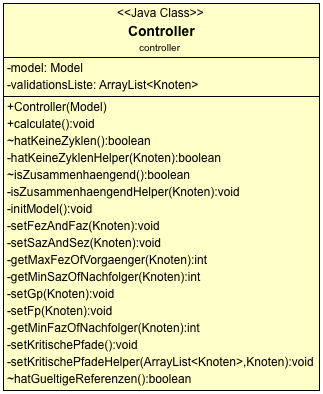 <<Java Class>>
Controller
controller
-model: Model
-validationsListe: ArrayList<Knoten>
+Controller(Model)
+calculate():void
~hatKeineZyklen():boolean
-hatKeineZyklenHelper(Knoten):boolean
~isZusammenhaengend():boolean
-isZusammenhaengendHelper(Knoten):void
-initModel():void
-setFezAndFaz(Knoten):void
-setSazAndSez(Knoten):void
-getMaxFezOfVorgaenger(Knoten):int
-getMinSazOfNachfolger(Knoten):int
-setGp(Knoten):void
-setFp(Knoten):void
-getMinFazOfNachfolger(Knoten):int
-setKritischePfade():void
-setKritischePfadeHelper(ArrayList<Knoten>,Knoten):void
~hatGueltigeReferenzen():boolean